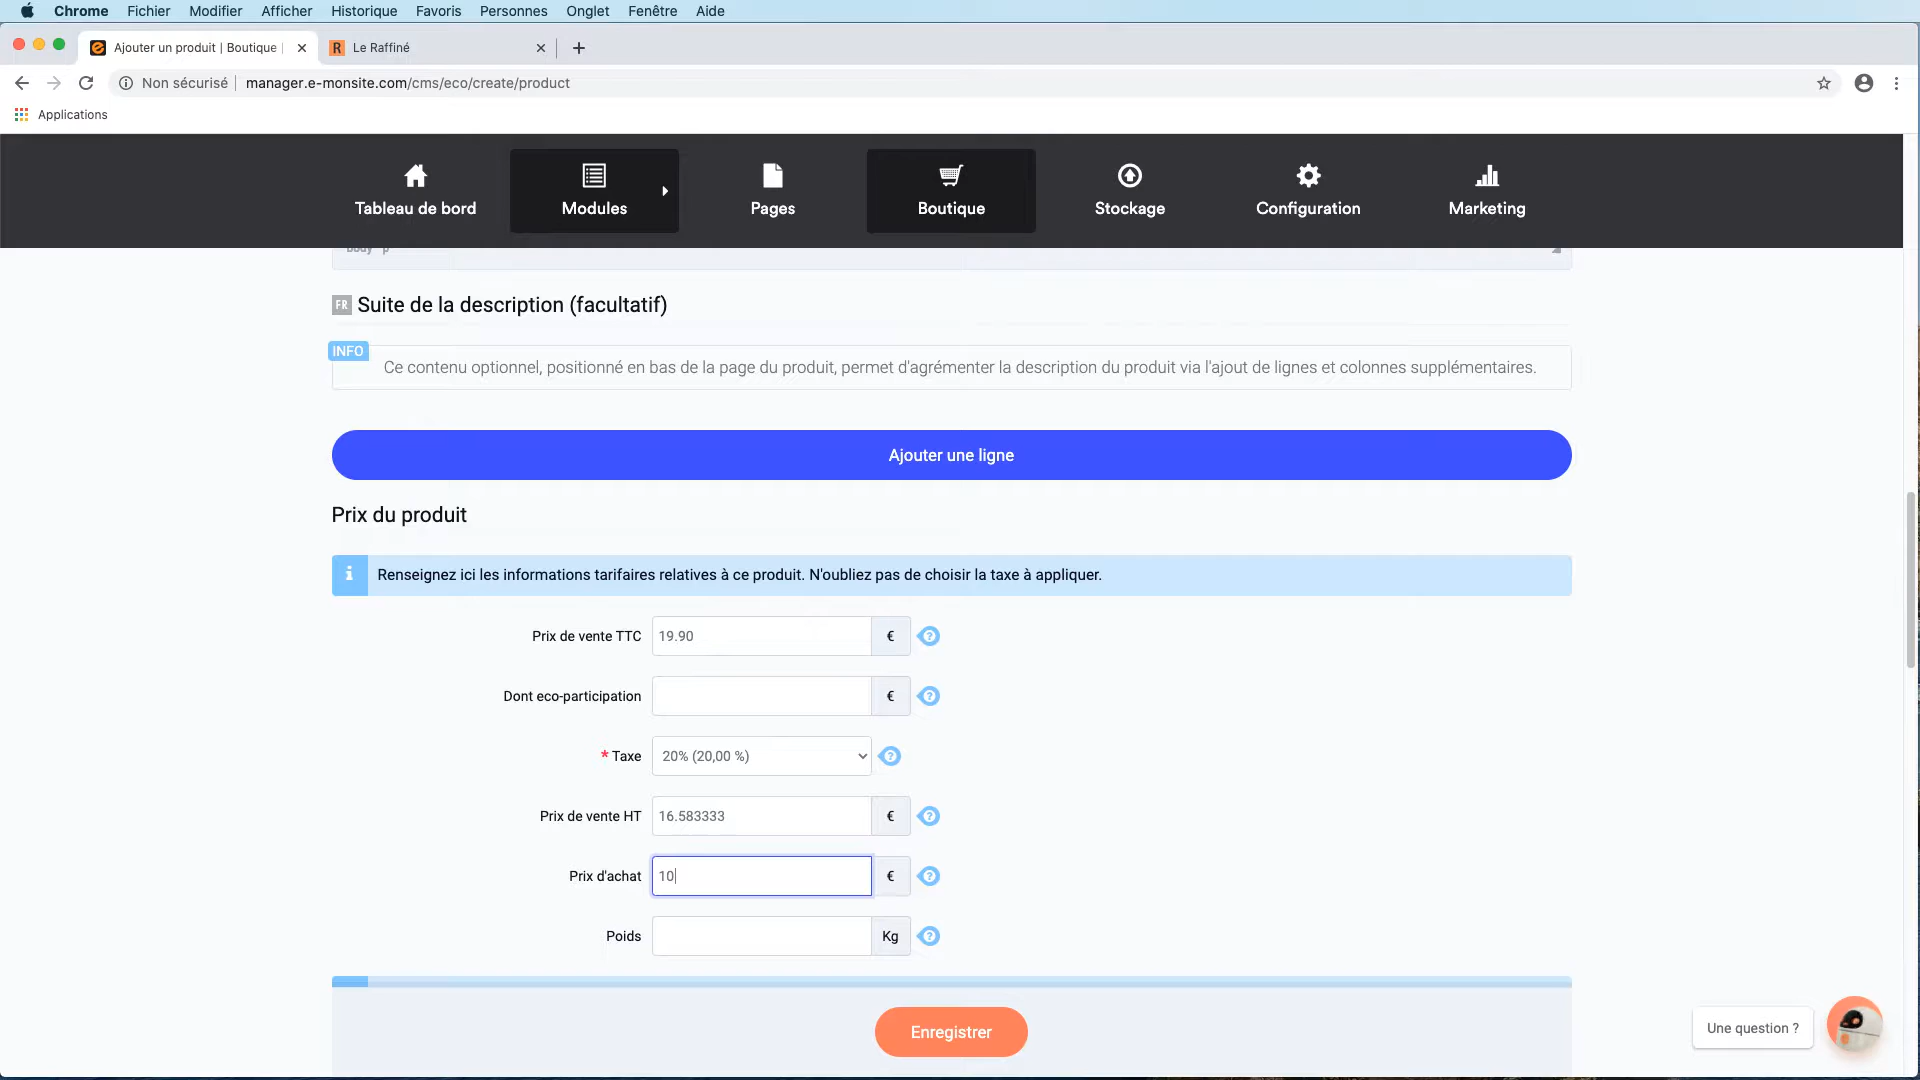 Chrome Fichier Modifier Afficher Historique Favoris Personnes Onglet Fenêtre Aide
Ajouter un produit | Boutique | Le Raffiné
Non sécurisé | manager.e-monsite.com/cms/eco/create/product
Applications
Tableau de bord Modules Pages Boutique Stockage Configuration Marketing
body p
FR Suite de la description (facultatif)
INFO
Ce contenu optionnel, positionné en bas de la page du produit, permet d'agrémenter la description du produit via l'ajout de lignes et colonnes supplémentaires.
Ajouter une ligne
Prix du produit
i Renseignez ici les informations tarifaires relatives à ce produit. N'oubliez pas de choisir la taxe à appliquer.
Prix de vente TTC 19.90 € ?
Dont eco-participation € ?
* Taxe 20% (20,00 %) ?
Prix de vente HT 16.583333 € ?
Prix d'achat 10 € ?
Poids Kg ?
Enregistrer
Une question ?